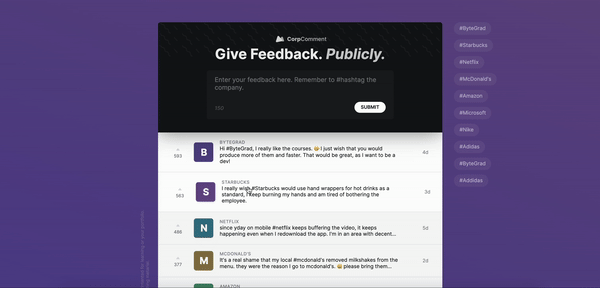 CorpComment
Give Feedback. Publicly.
Enter your feedback here. Remember to #hashtag the
company.
150
SUBMIT
593
B
BYTEGRAD
Hi #ByteGrad, I really like the courses. 🤩 I just wish that you would
produce more of them and faster. That would be great, as I want to be a
dev!
4d
563
S
STARBUCKS
I really wish #Starbucks would use hand wrappers for hot drinks as a
standard, I keep burning my hands and am tired of bothering the
employee.
3d
486
N
NETFLIX
since yday on mobile #netflix keeps buffering the video, it keeps
happening even when I redownload the app. I'm in an area with decent...
5d
377
M
MCDONALD'S
It's a real shame that my local #mcdonald's removed milkshakes from the
menu. they were the reason I go to mcdonald's. 😅 please bring them...
2d
AMAZON
#ByteGrad
#Starbucks
#Netflix
#McDonald's
#Amazon
#Microsoft
#Nike
#Adidas
#ByteGrad
#Addidas